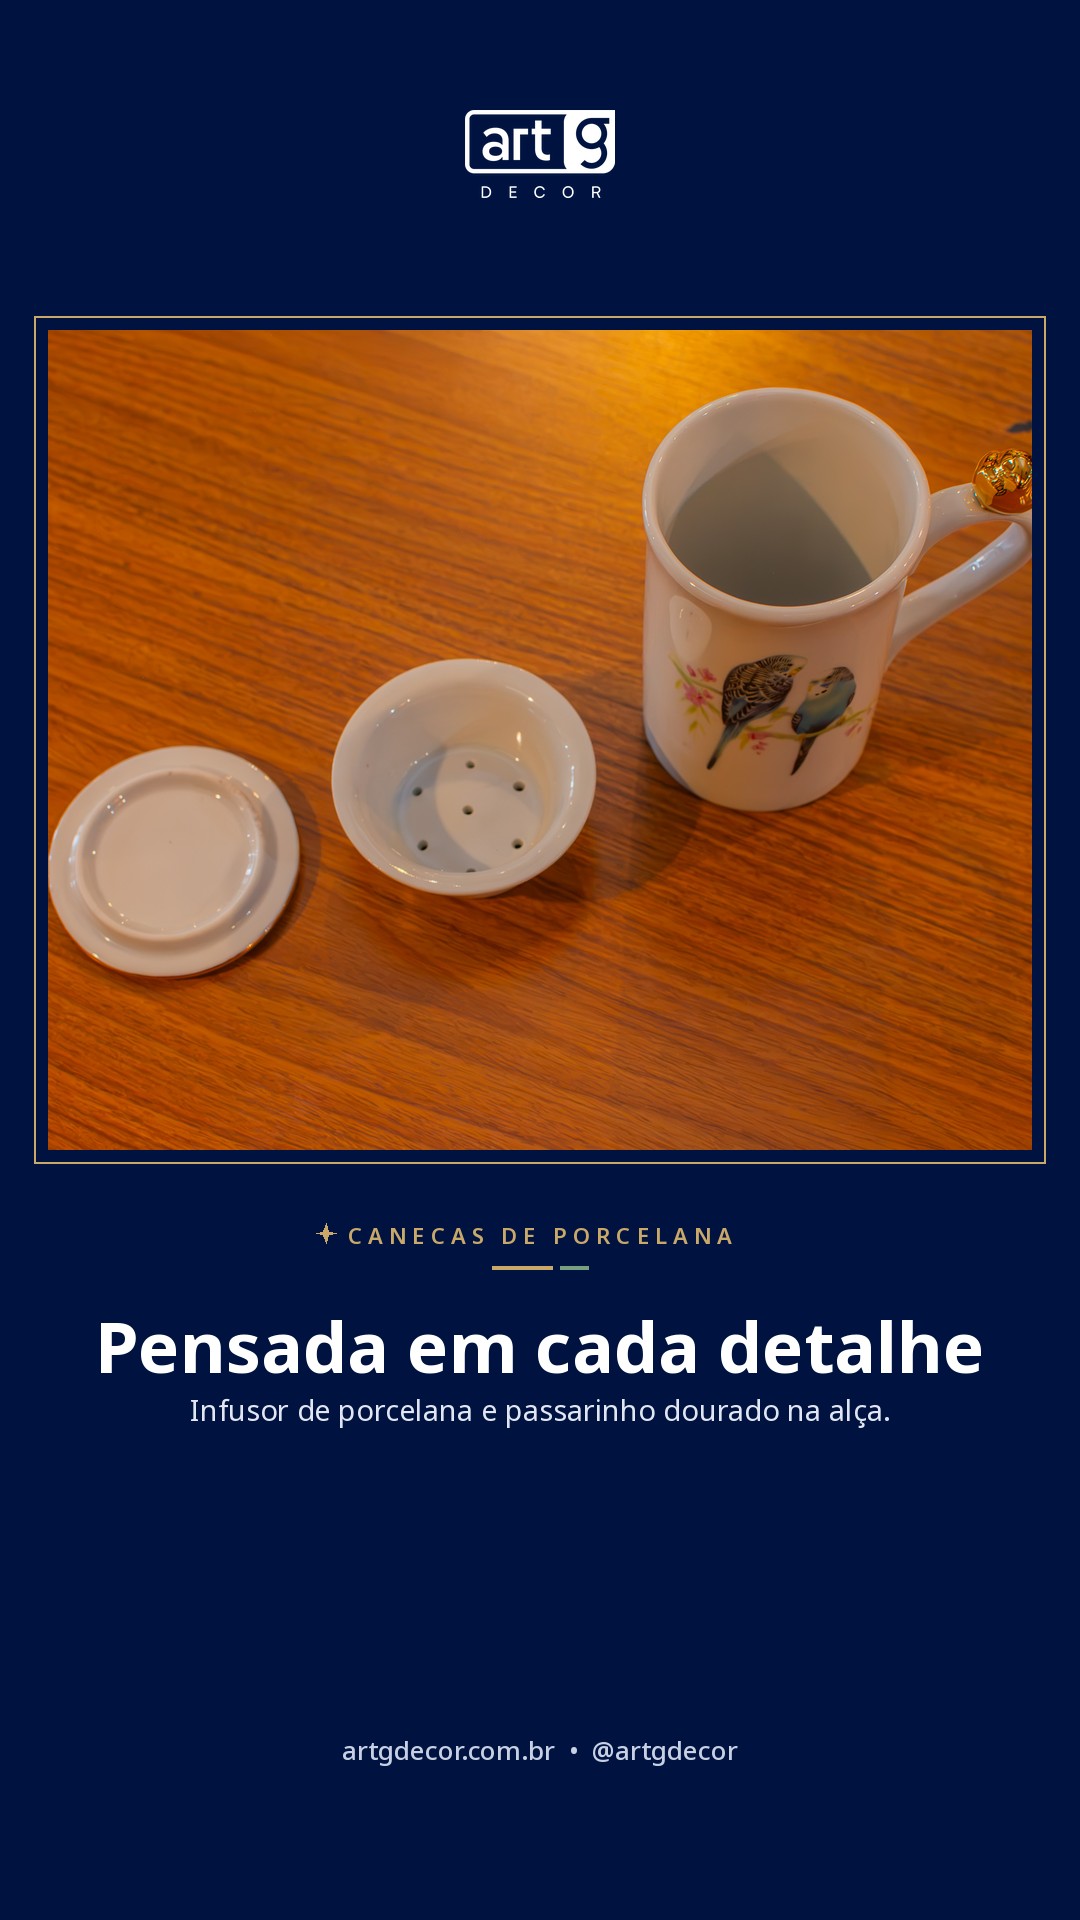 art g
DECOR
CANECAS DE PORCELANA
Pensada em cada detalhe
Infusor de porcelana e passarinho dourado na alça.
artgdecor.com.br • @artgdecor